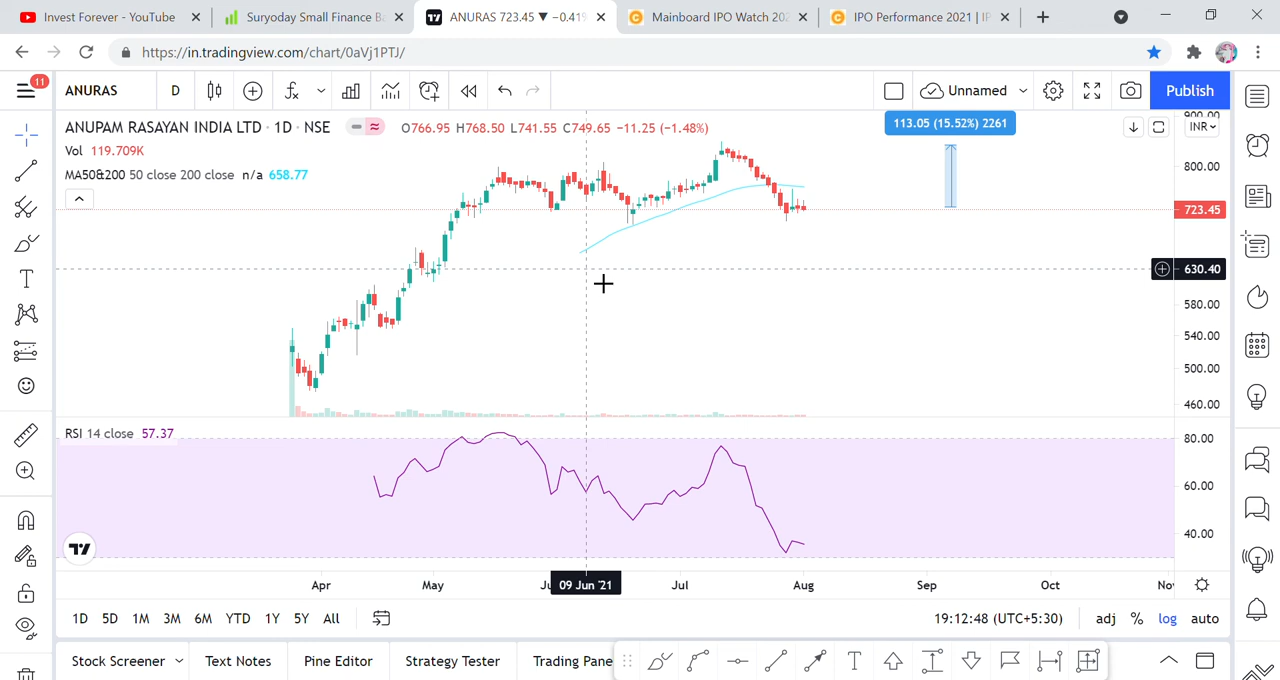 Invest Forever - YouTube
Suryoday Small Finance B
ANURAS 723.45 ▼ −0.41%
Mainboard IPO Watch 202
IPO Performance 2021 | IP
https://in.tradingview.com/chart/0aVj1PTJ/
11
ANURAS
D
Unnamed
Publish
ANUPAM RASAYAN INDIA LTD · 1D · NSE
O766.95 H768.50 L741.55 C749.65 −11.25 (−1.48%)
113.05 (15.52%) 2261
900.00
INR
Vol 119.709K
MA50&200 50 close 200 close n/a 658.77
800.00
723.45
630.40
580.00
540.00
500.00
460.00
RSI 14 close 57.37
80.00
60.00
40.00
Apr
May
09 Jun '21
Jul
Aug
Sep
Oct
1D 5D 1M 3M 6M YTD 1Y 5Y All
19:12:48 (UTC+5:30)
adj % log auto
Stock Screener
Text Notes
Pine Editor
Strategy Tester
Trading Pane